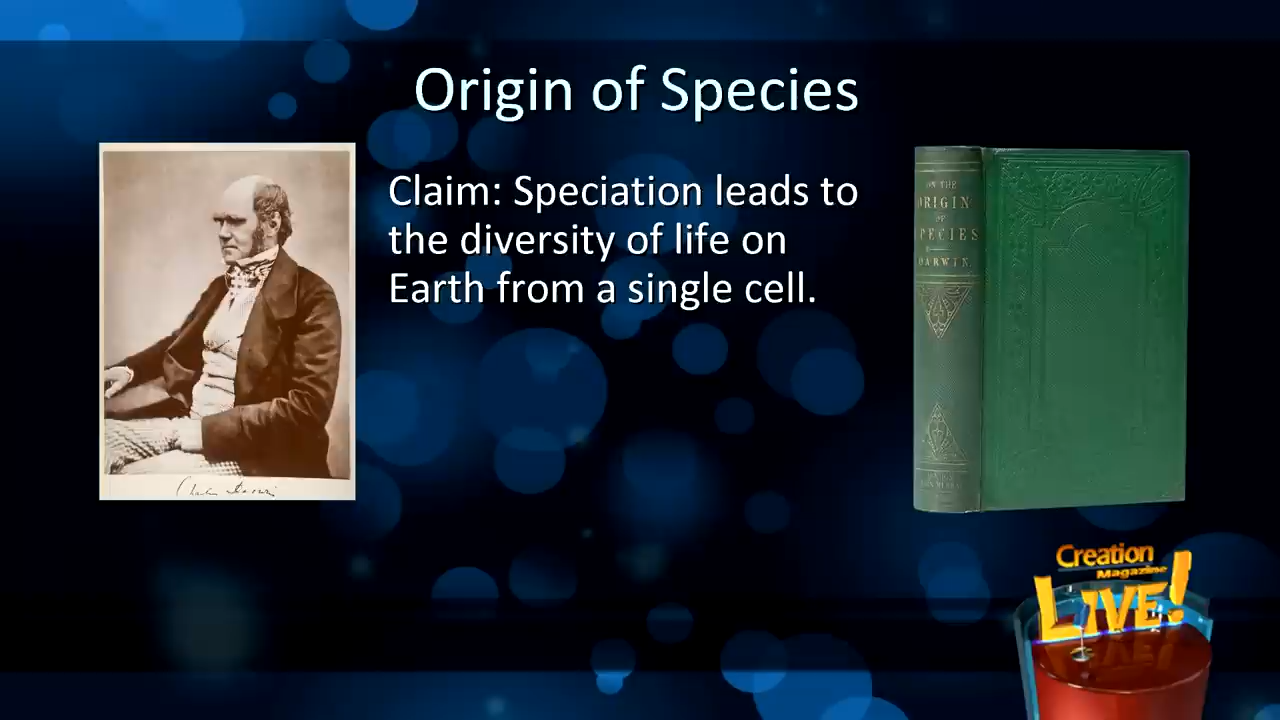 Origin of Species
Claim: Speciation leads to
the diversity of life on
Earth from a single cell.
ON THE
ORIGIN
OF
SPECIES
DARWIN.
Creation
Magazine
LIVE!